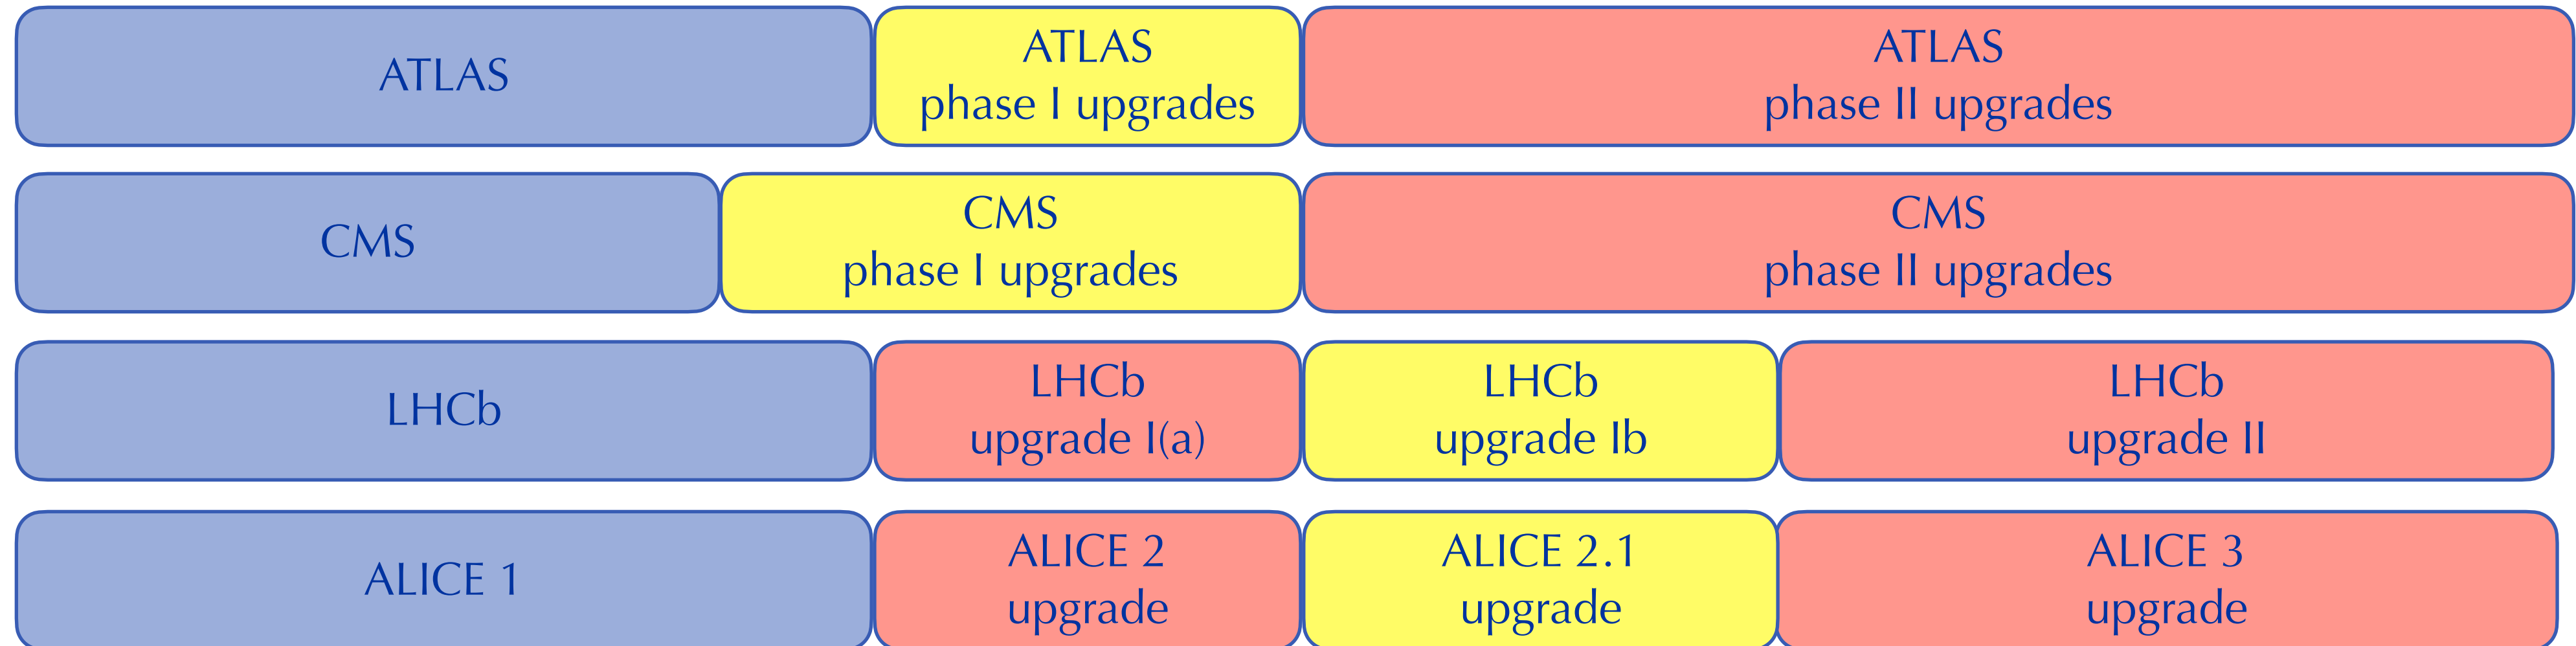 ATLAS
ATLAS
phase I upgrades
ATLAS
phase II upgrades
CMS
CMS
phase I upgrades
CMS
phase II upgrades
LHCb
LHCb
upgrade I(a)
LHCb
upgrade Ib
LHCb
upgrade II
ALICE 1
ALICE 2
upgrade
ALICE 2.1
upgrade
ALICE 3
upgrade